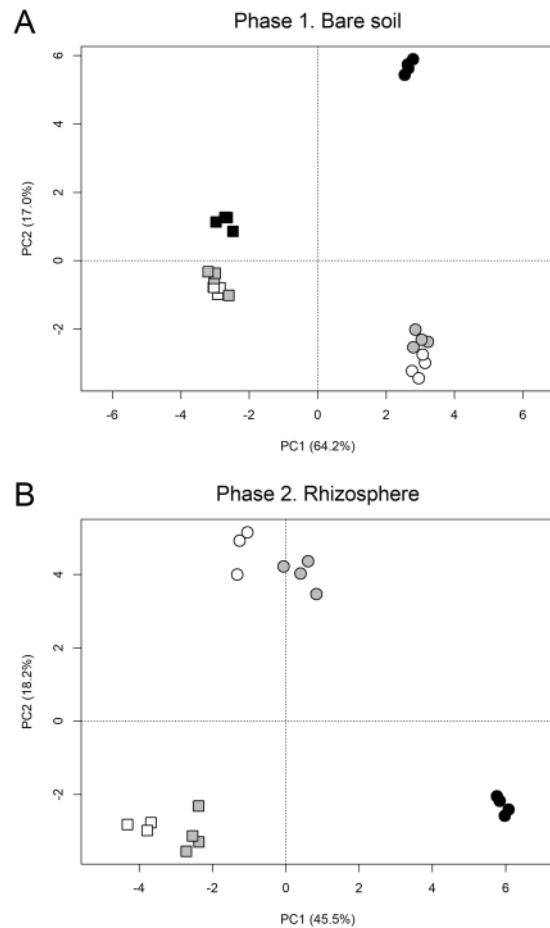 A
Phase 1. Bare soil
6
4
2
0
-2
PC2 (17.0%)
-6 -4 -2 0 2 4 6
PC1 (64.2%)
B
Phase 2. Rhizosphere
4
2
0
-2
PC2 (18.2%)
-4 -2 0 2 4 6
PC1 (45.5%)